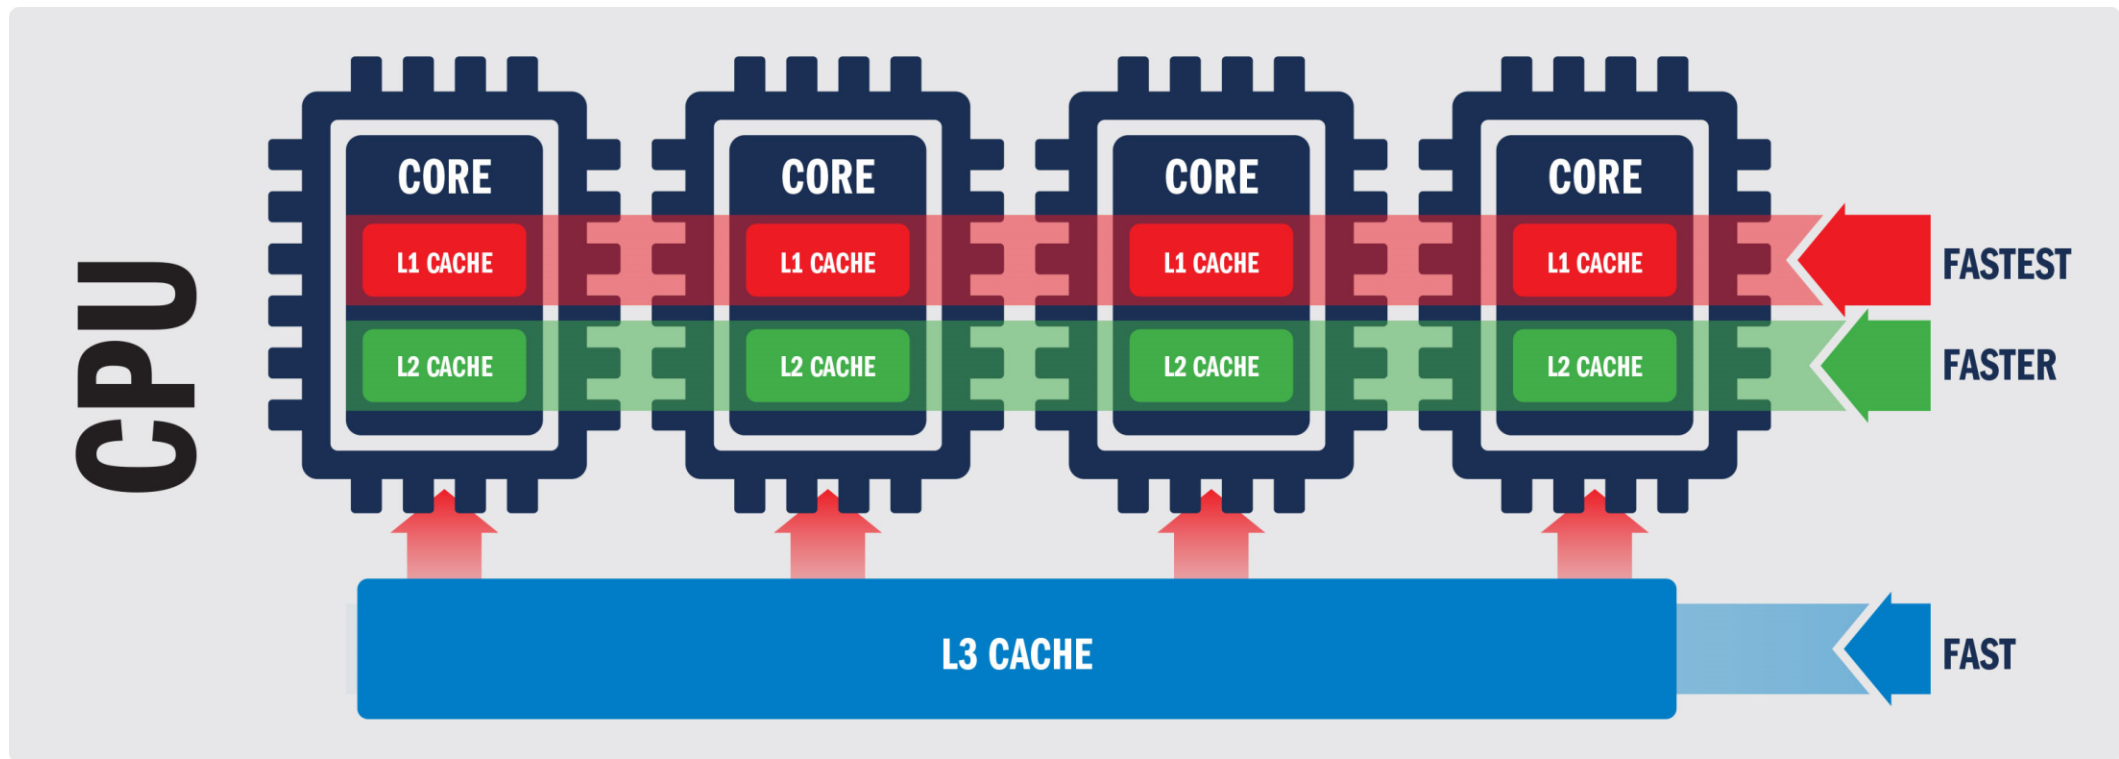 CPU
CORE
CORE
CORE
CORE
L1 CACHE
L1 CACHE
L1 CACHE
L1 CACHE
FASTEST
L2 CACHE
L2 CACHE
L2 CACHE
L2 CACHE
FASTER
L3 CACHE
FAST